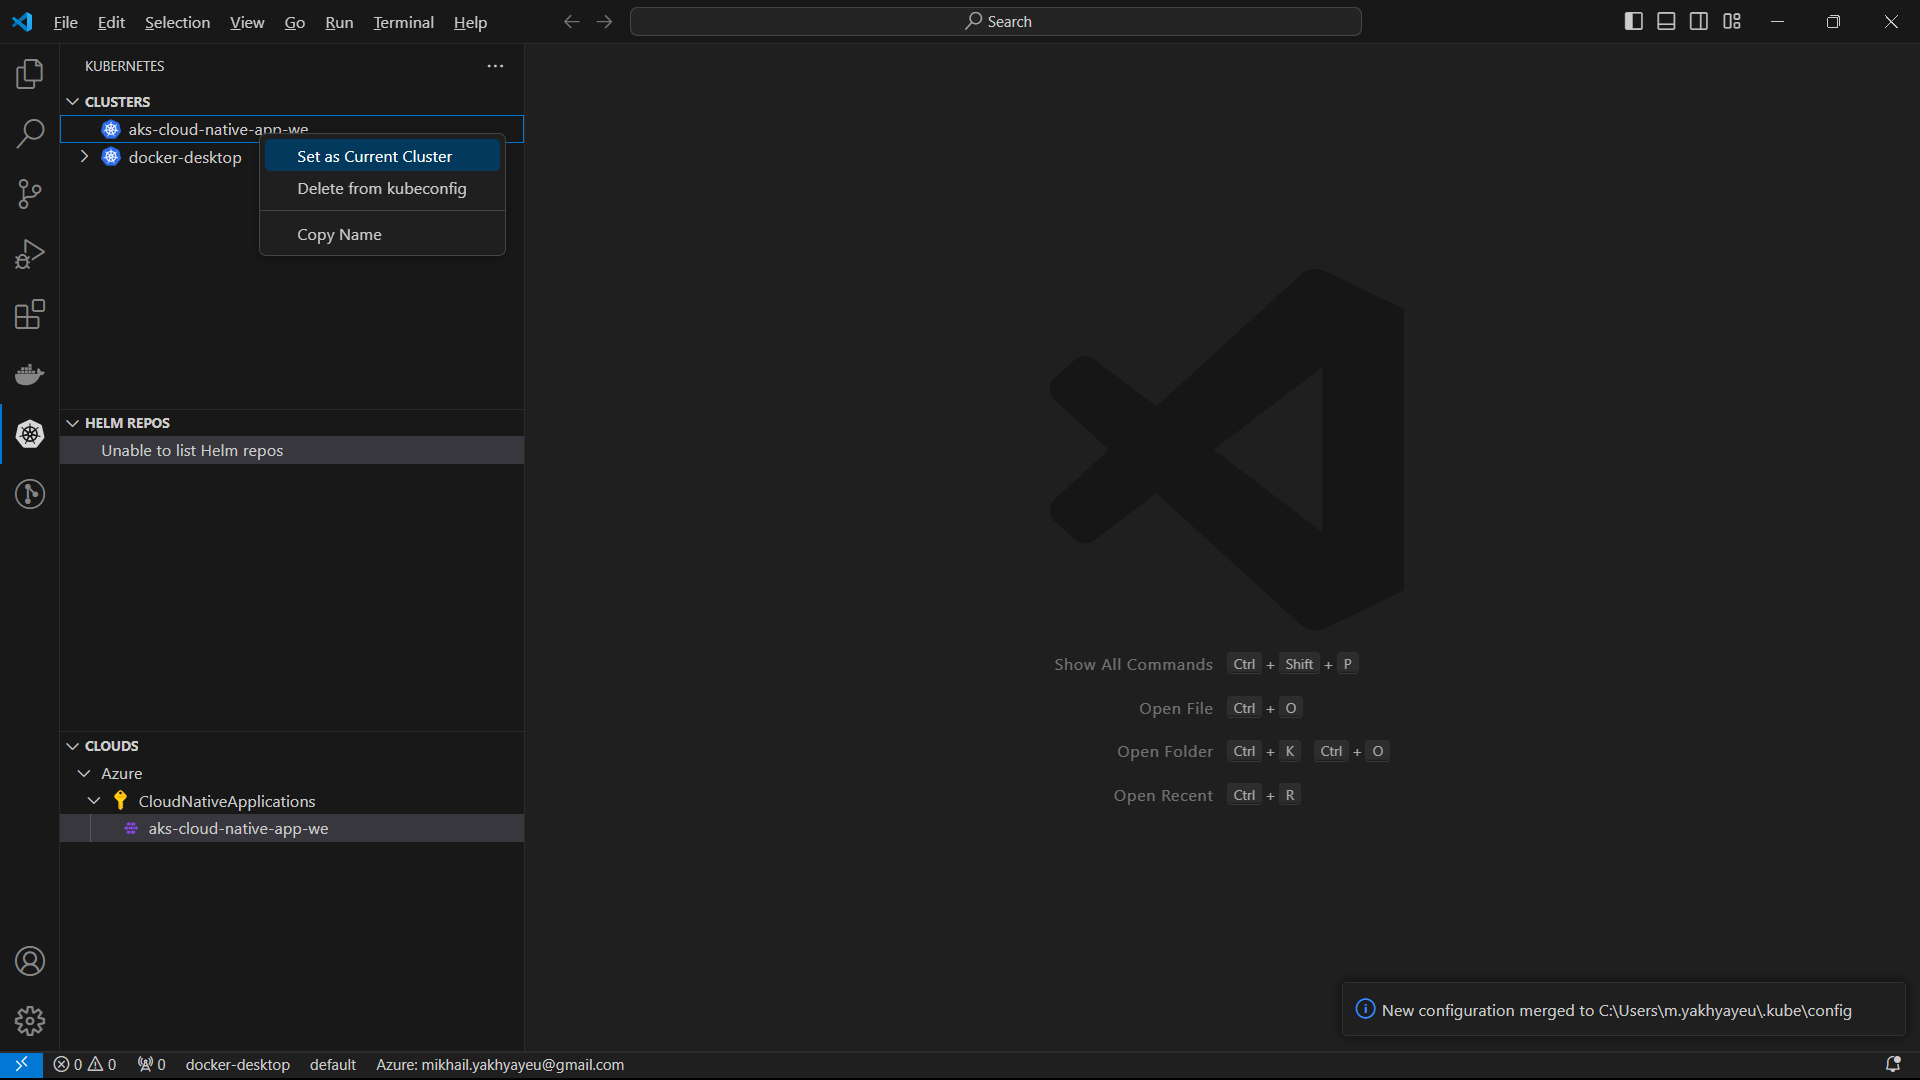 File Edit Selection View Go Run Terminal Help
Search
KUBERNETES
CLUSTERS
aks-cloud-native-app-we
docker-desktop
Set as Current Cluster
Delete from kubeconfig
Copy Name
HELM REPOS
Unable to list Helm repos
CLOUDS
Azure
CloudNativeApplications
aks-cloud-native-app-we
Show All Commands Ctrl + Shift + P
Open File Ctrl + O
Open Folder Ctrl + K Ctrl + O
Open Recent Ctrl + R
New configuration merged to C:\Users\m.yakhyayeu\.kube\config
0 0 0 docker-desktop default Azure: mikhail.yakhyayeu@gmail.com